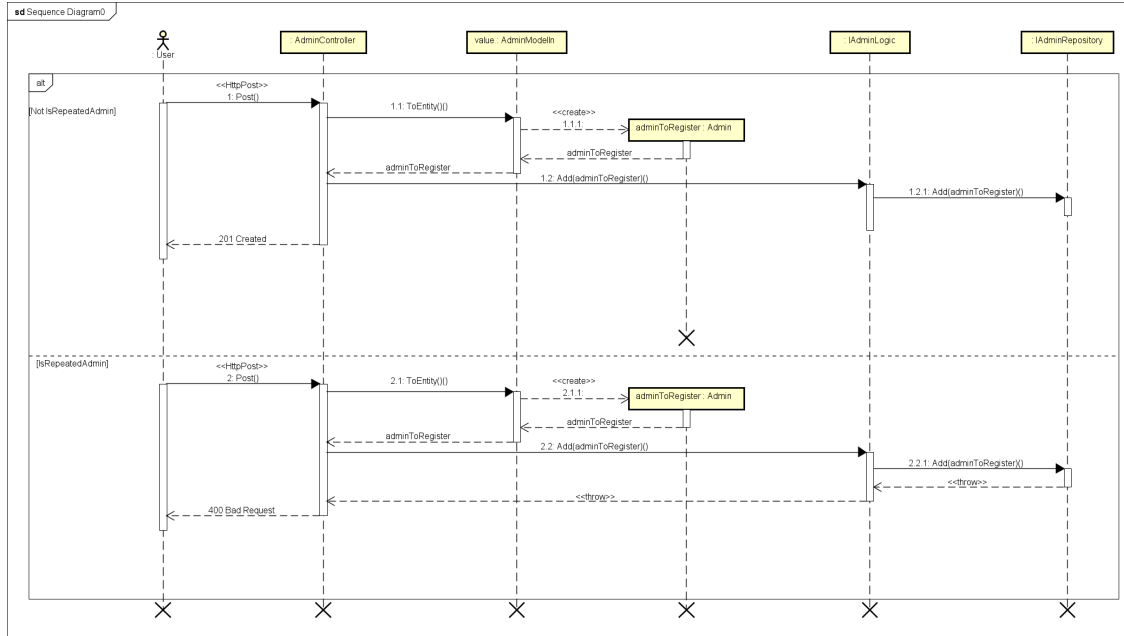 sd Sequence Diagram0
: User
: AdminController
value : AdminModelIn
: IAdminLogic
: IAdminRepository
alt
[Not IsRepeatedAdmin]
<<HttpPost>>
1: Post()
1.1: ToEntity()()
<<create>>
1.1.1:
adminToRegister : Admin
adminToRegister
adminToRegister
1.2: Add(adminToRegister)()
1.2.1: Add(adminToRegister)()
201 Created
[IsRepeatedAdmin]
<<HttpPost>>
2: Post()
2.1: ToEntity()()
<<create>>
2.1.1:
adminToRegister : Admin
adminToRegister
adminToRegister
2.2: Add(adminToRegister)()
2.2.1: Add(adminToRegister)()
<<throw>>
<<throw>>
400 Bad Request